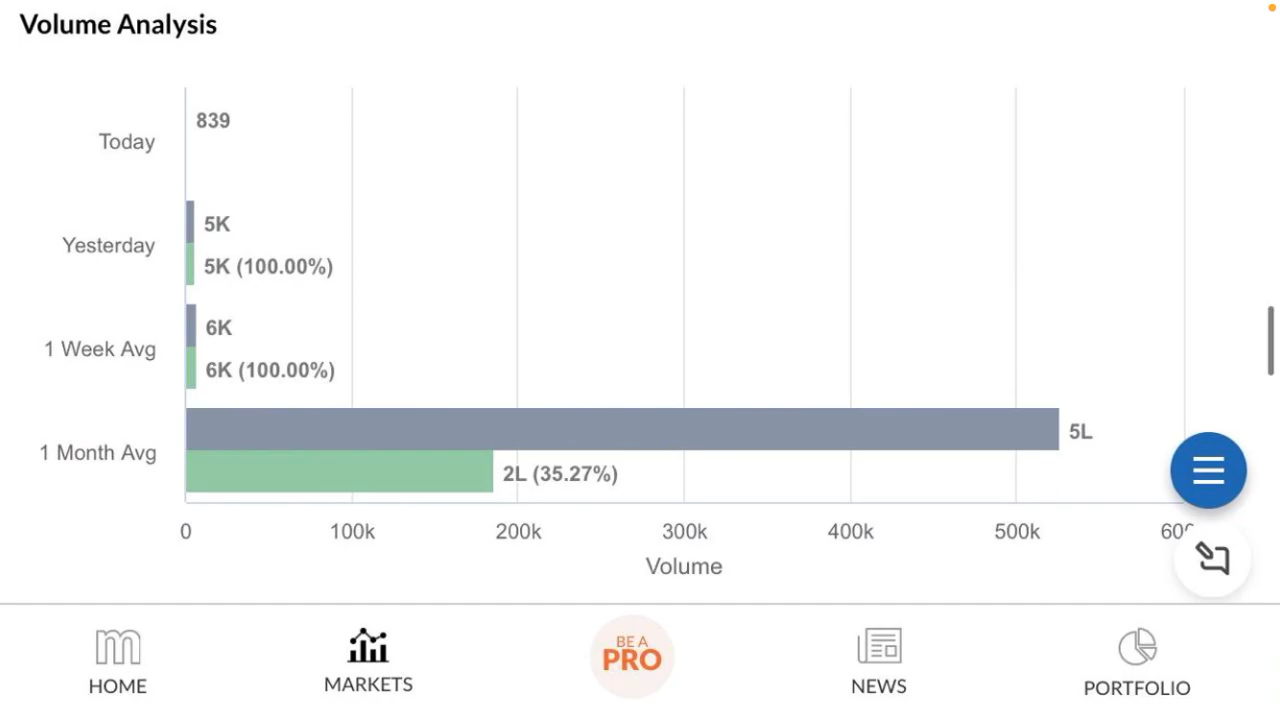 Volume Analysis
839
Today
5K
Yesterday
5K (100.00%)
6K
1 Week Avg
6K (100.00%)
5L
1 Month Avg
2L (35.27%)
0 100k 200k 300k 400k 500k
Volume
BE A
PRO
HOME MARKETS NEWS PORTFOLIO